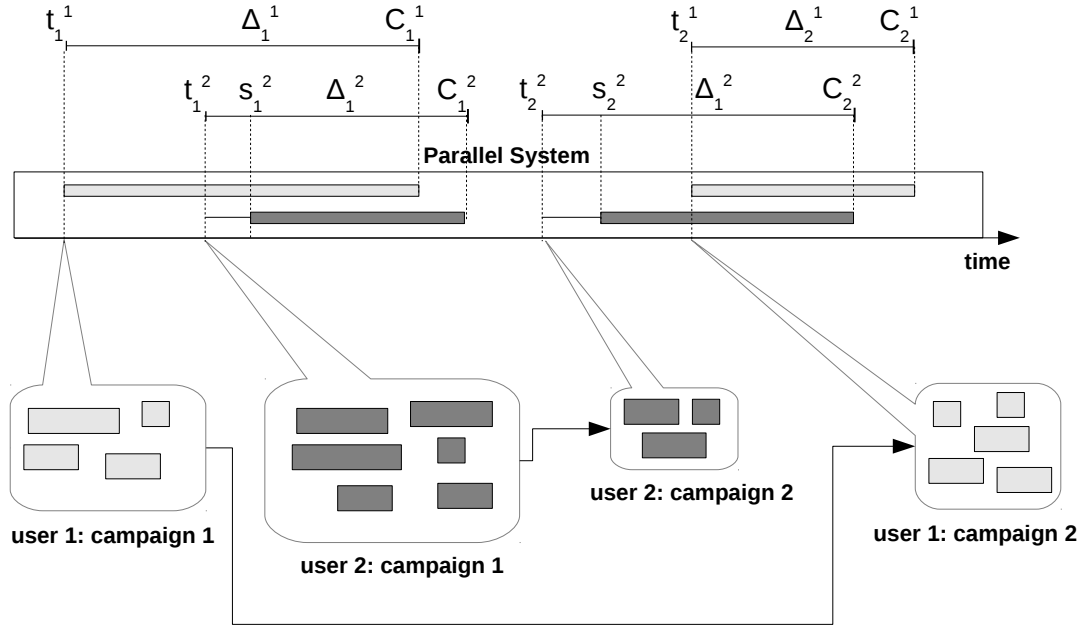 t₁¹ Δ₁¹ C₁¹ t₂¹ Δ₂¹ C₂¹
t₁² s₁² Δ₁² C₁² t₂² s₂² Δ₁² C₂²
Parallel System
time
user 1: campaign 1
user 2: campaign 1
user 2: campaign 2
user 1: campaign 2